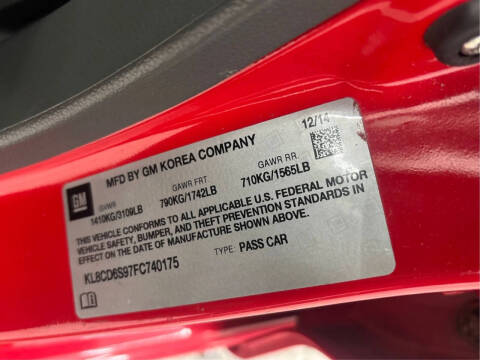 12/14
MFD BY GM KOREA COMPANY
GM
GVWR GAWR FRT GAWR RR
1410KG/3109LB 790KG/1742LB 710KG/1565LB
THIS VEHICLE CONFORMS TO ALL APPLICABLE U.S. FEDERAL MOTOR
VEHICLE SAFETY, BUMPER, AND THEFT PREVENTION STANDARDS IN
EFFECT ON THE DATE OF MANUFACTURE SHOWN ABOVE.
KL8CD6S97FC740175 TYPE: PASS CAR